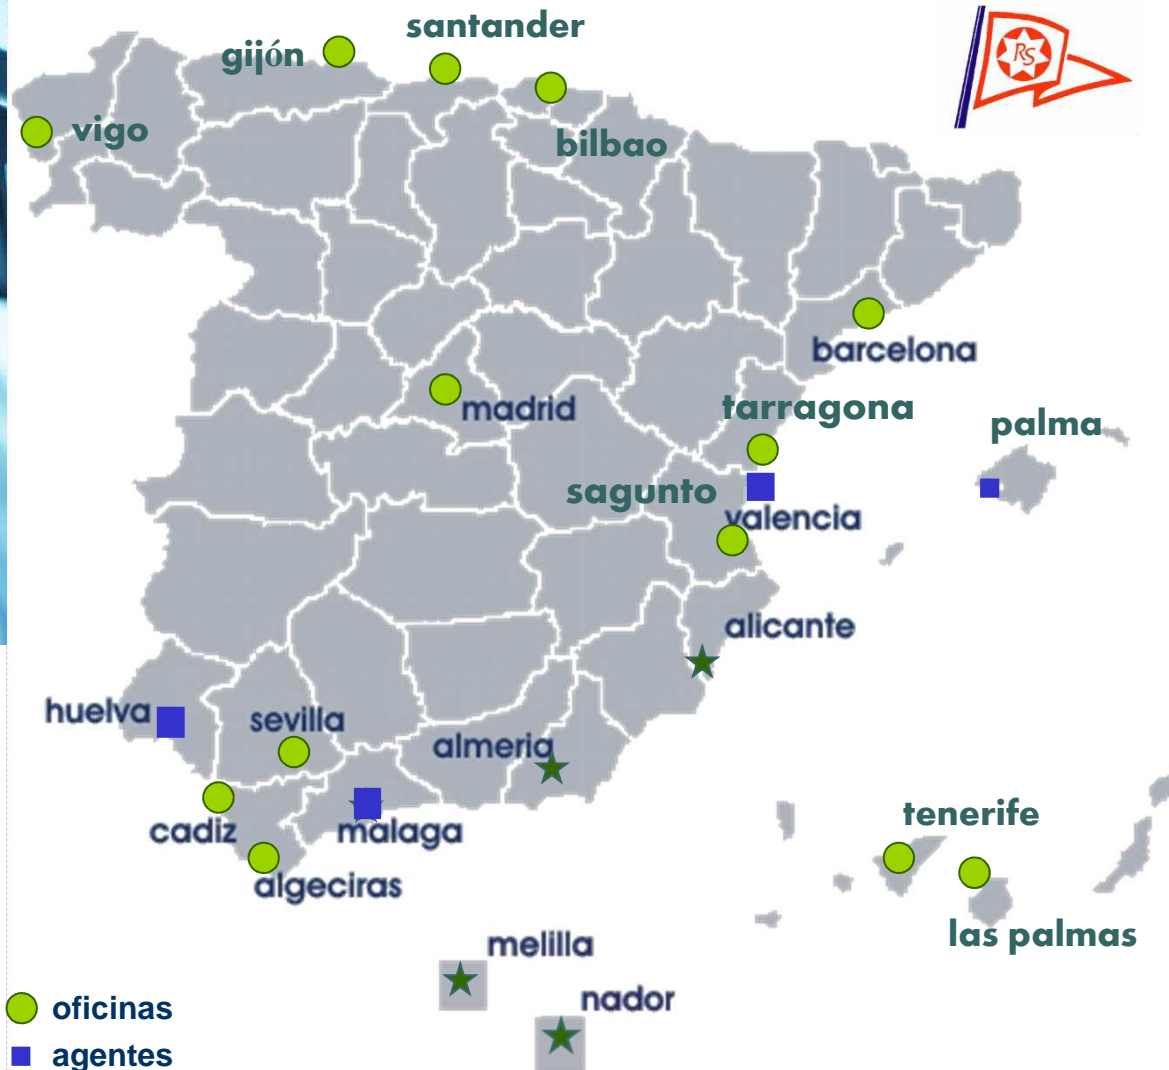 santander
gijón
RS
vigo
bilbao
barcelona
madrid
tarragona
palma
sagunto
valencia
alicante
huelva
sevilla
almeria
tenerife
cadiz
malaga
algeciras
las palmas
melilla
nador
oficinas
agentes